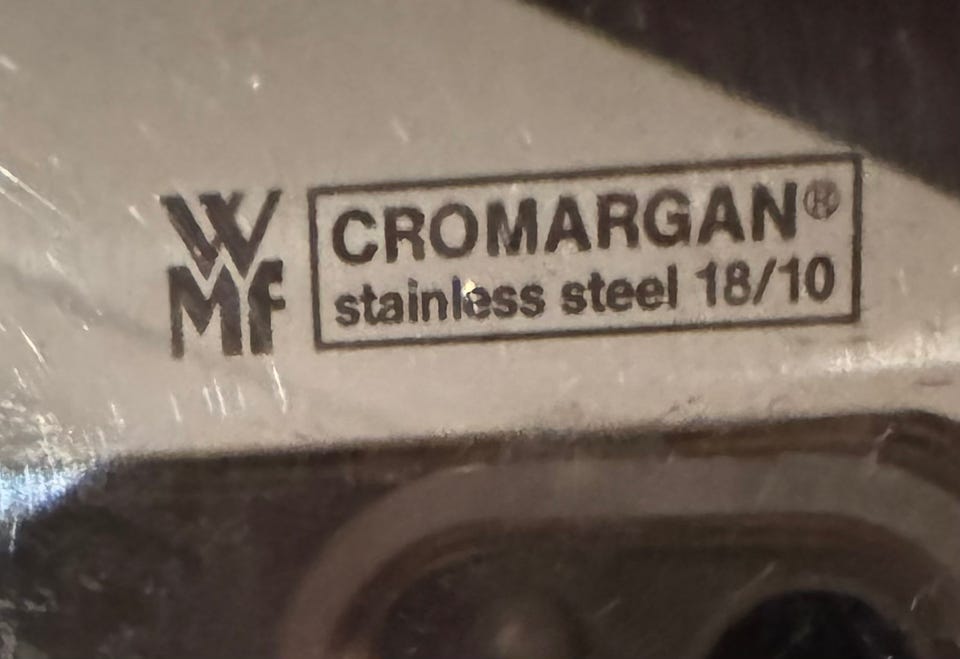 WMF
CROMARGAN®
stainless steel 18/10